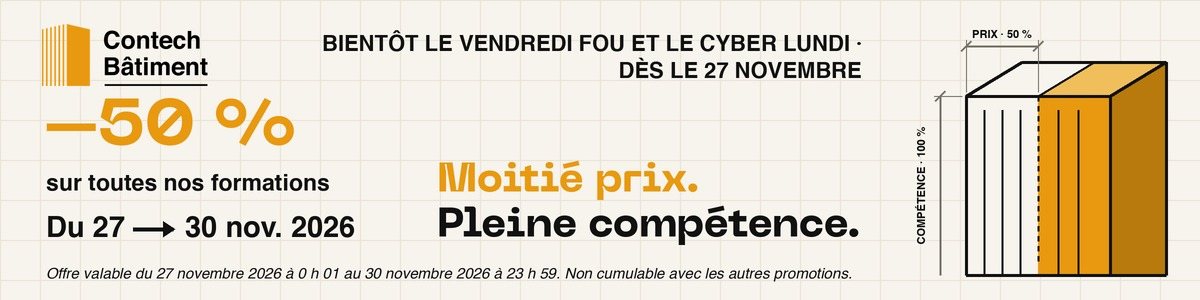 Contech
Bâtiment
BIENTÔT LE VENDREDI FOU ET LE CYBER LUNDI ·
DÈS LE 27 NOVEMBRE
–50 %
sur toutes nos formations
Du 27 → 30 nov. 2026
Moitié prix.
Pleine compétence.
Offre valable du 27 novembre 2026 à 0 h 01 au 30 novembre 2026 à 23 h 59. Non cumulable avec les autres promotions.
PRIX · 50 %
COMPÉTENCE · 100 %